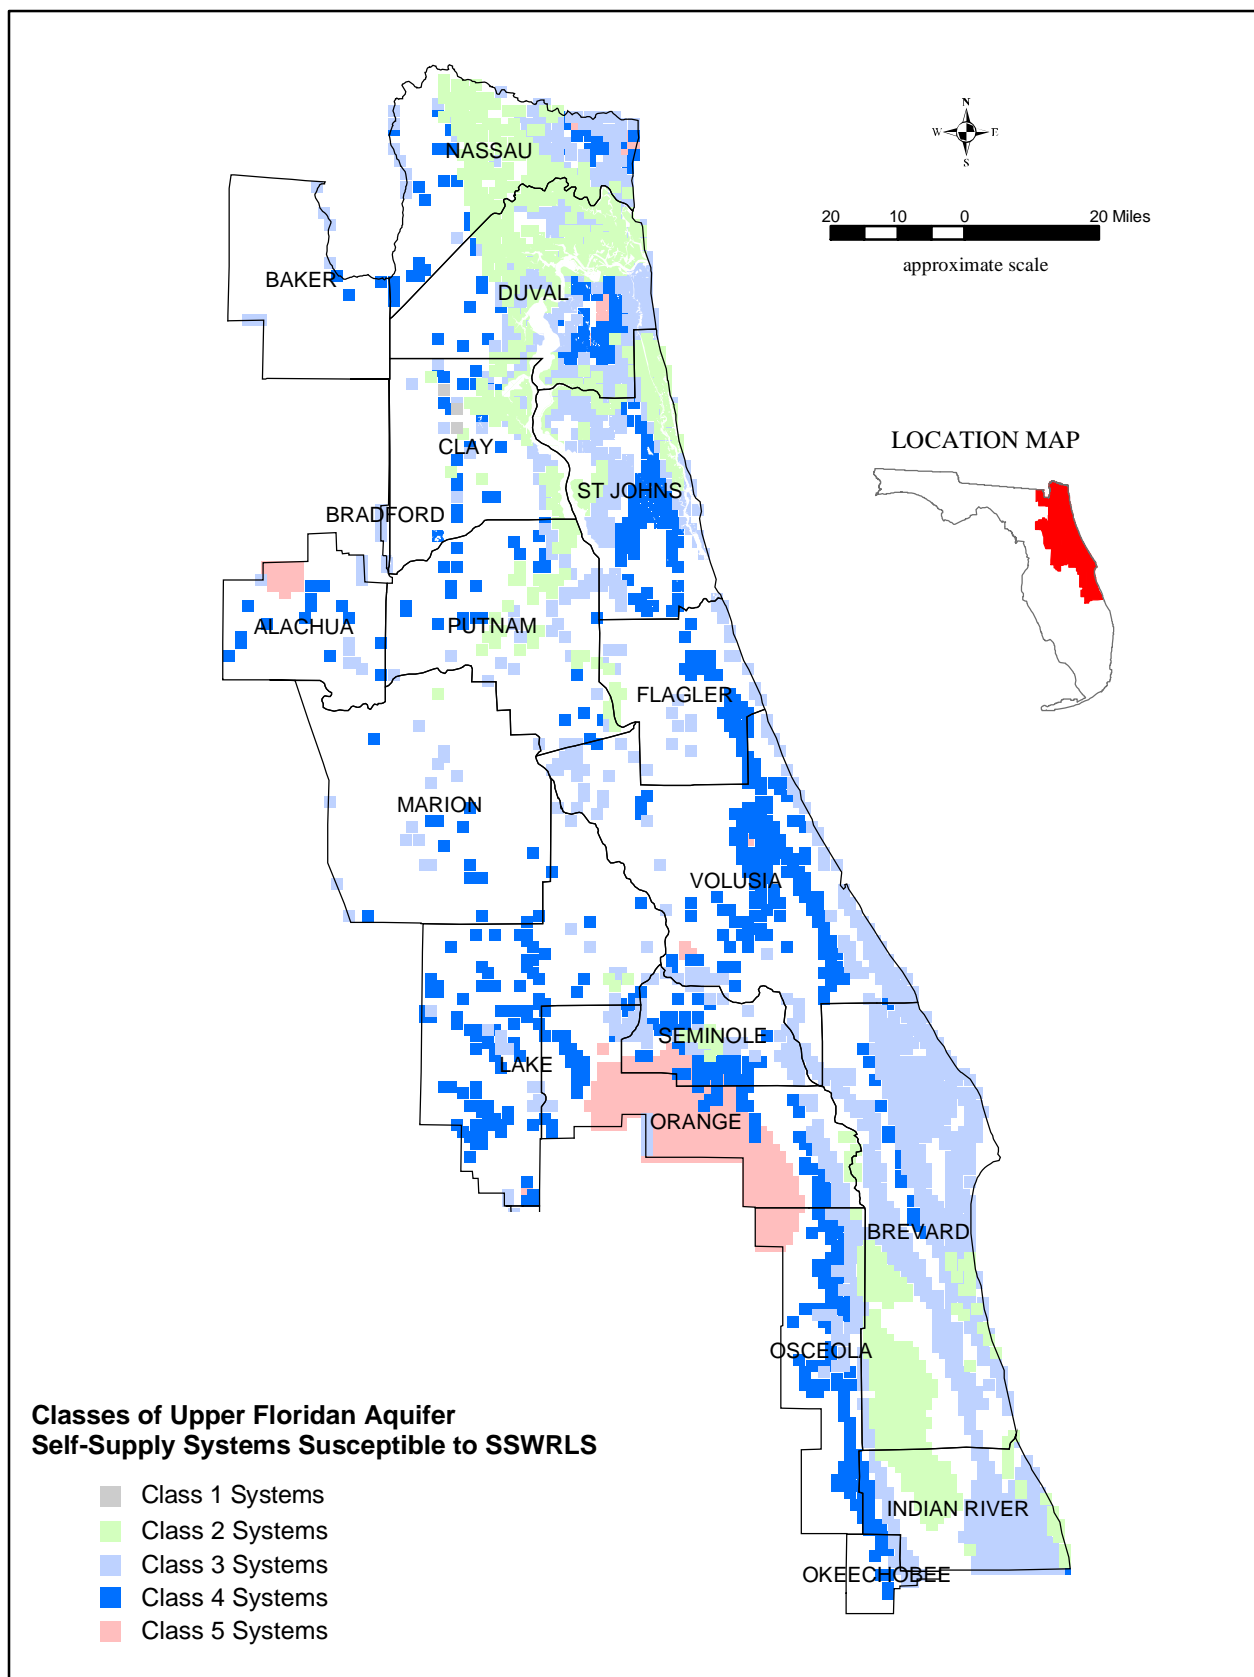 N
W E
S
20 10 0 20 Miles
approximate scale
NASSAU
BAKER
DUVAL
LOCATION MAP
CLAY
ST JOHNS
BRADFORD
ALACHUA
PUTNAM
FLAGLER
MARION
VOLUSIA
SEMINOLE
LAKE
ORANGE
BREVARD
OSCEOLA
INDIAN RIVER
OKEECHOBEE
Classes of Upper Floridan Aquifer
Self-Supply Systems Susceptible to SSWRLS
Class 1 Systems
Class 2 Systems
Class 3 Systems
Class 4 Systems
Class 5 Systems